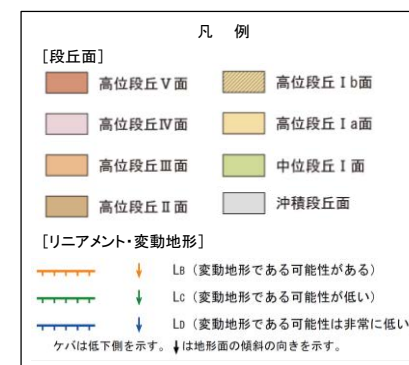 凡 例
[段丘面]
高位段丘Ⅴ面 高位段丘Ⅰb面
高位段丘Ⅳ面 高位段丘Ⅰa面
高位段丘Ⅲ面 中位段丘Ⅰ面
高位段丘Ⅱ面 沖積段丘面
[リニアメント・変動地形]
LB（変動地形である可能性がある）
LC（変動地形である可能性が低い）
LD（変動地形である可能性は非常に低い
ケバは低下側を示す。↓は地形面の傾斜の向きを示す。